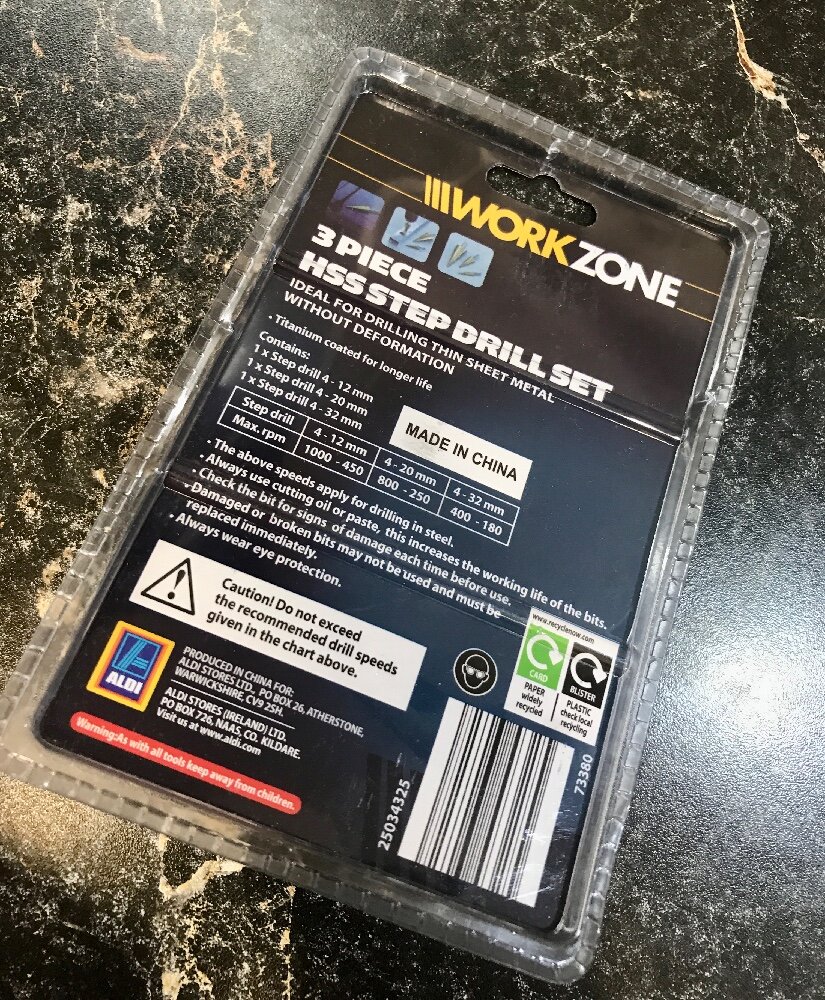 WORKZONE
3 PIECE
HSS STEP DRILL SET
IDEAL FOR DRILLING THIN SHEET METAL
WITHOUT DEFORMATION
• Titanium coated for longer life
Contains:
1 x Step drill 4 - 12 mm
1 x Step drill 4 - 20 mm
1 x Step drill 4 - 32 mm
MADE IN CHINA
Step drill 4 - 12 mm 4 - 20 mm 4 - 32 mm
Max. rpm 1000 - 450 800 - 250 400 - 180
• The above speeds apply for drilling in steel.
• Always use cutting oil or paste, this increases the working life of the bits.
• Check the bit for signs of damage each time before use.
• Damaged or broken bits may not be used and must be
replaced immediately.
• Always wear eye protection.
Caution! Do not exceed
the recommended drill speeds
given in the chart above.
www.recyclenow.com
CARD
PAPER
widely
recycled
BLISTER
PLASTIC
check local
recycling
ALDI
PRODUCED IN CHINA FOR:
ALDI STORES LTD., PO BOX 26, ATHERSTONE,
WARWICKSHIRE, CV9 2SH.
ALDI STORES (IRELAND) LTD.
PO BOX 726, NAAS, CO. KILDARE.
Visit us at www.aldi.com
Warning:As with all tools keep away from children.
25034325
73380